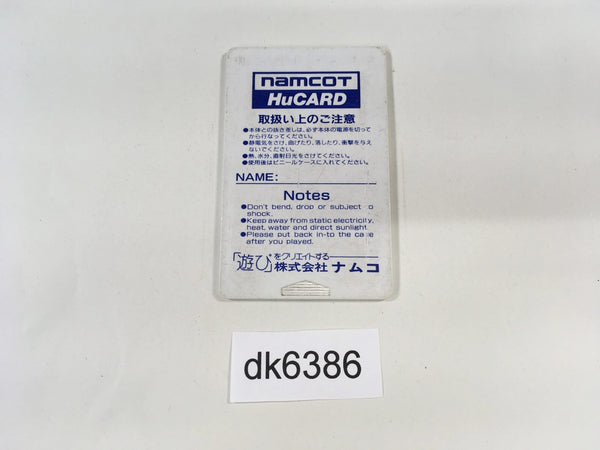 namcoT
HuCARD
取扱い上のご注意
●本体との抜き差しは、必ず本体の電源を切って
から行なってください。
●静電気をさけ、曲げたり、落したり、衝撃を与え
ないでください。
●熱、水分、直射日光をさけてください。
●使用後はビニールケースに入れてください。
NAME:
Notes
●Don't bend, drop or subject o
shock.
●Keep away from static electricity,
heat, water and direct sunlight.
●Please put back in-to the case
after you played.
「遊び」をクリエイトする
株式会社ナムコ
dk6386